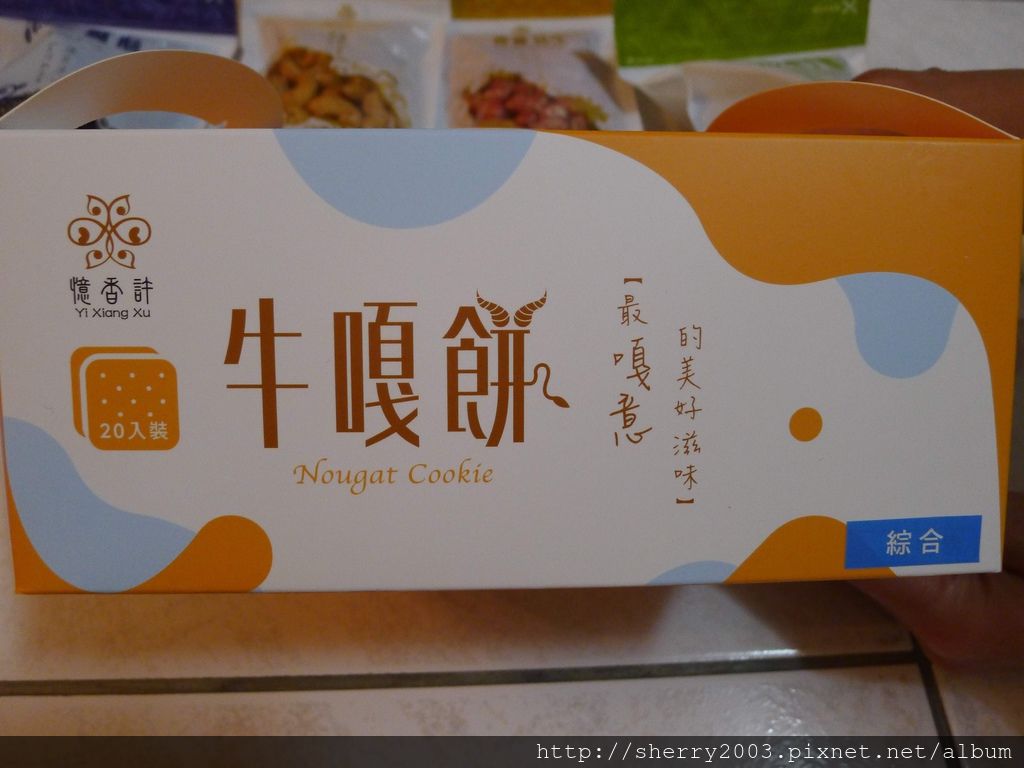 憶香許
Yi Xiang Xu
20入裝
牛嘎餅
Nougat Cookie
【最嘎意
的美好滋味】
綜合
http://sherry2003.pixnet.net/album